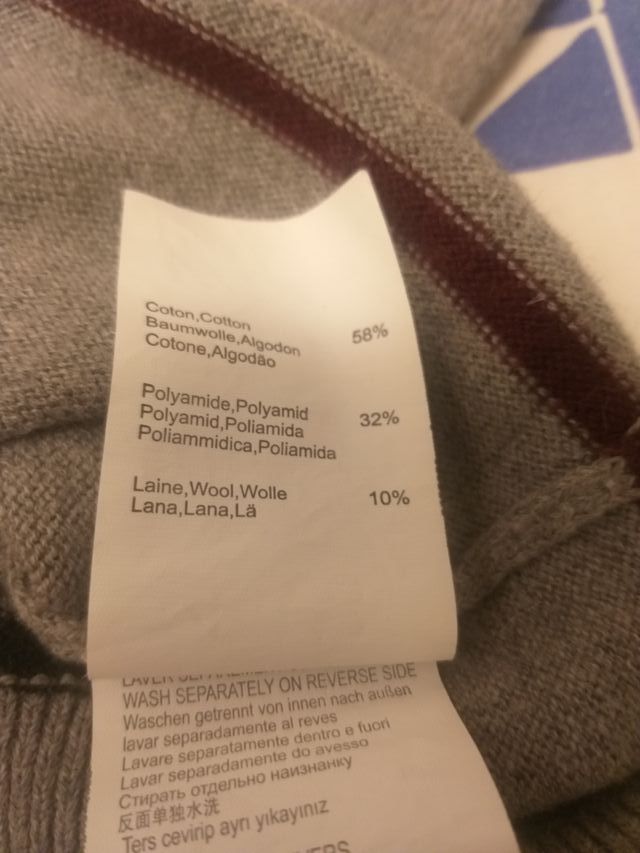 Coton,Cotton
Baumwolle,Algodon
Cotone,Algodão
58%
Polyamide,Polyamid
Polyamid,Poliamida
Poliammidica,Poliamida
32%
Laine,Wool,Wolle
Lana,Lana,Lã
10%
WASH SEPARATELY ON REVERSE SIDE
Waschen getrennt von innen nach außen
lavar separadamente al reves
Lavare separatamente dentro e fuori
Lavar separadamente do avesso
Стирать отдельно наизнанку
反面单独水洗
Ters cevirip ayrı yıkayınız